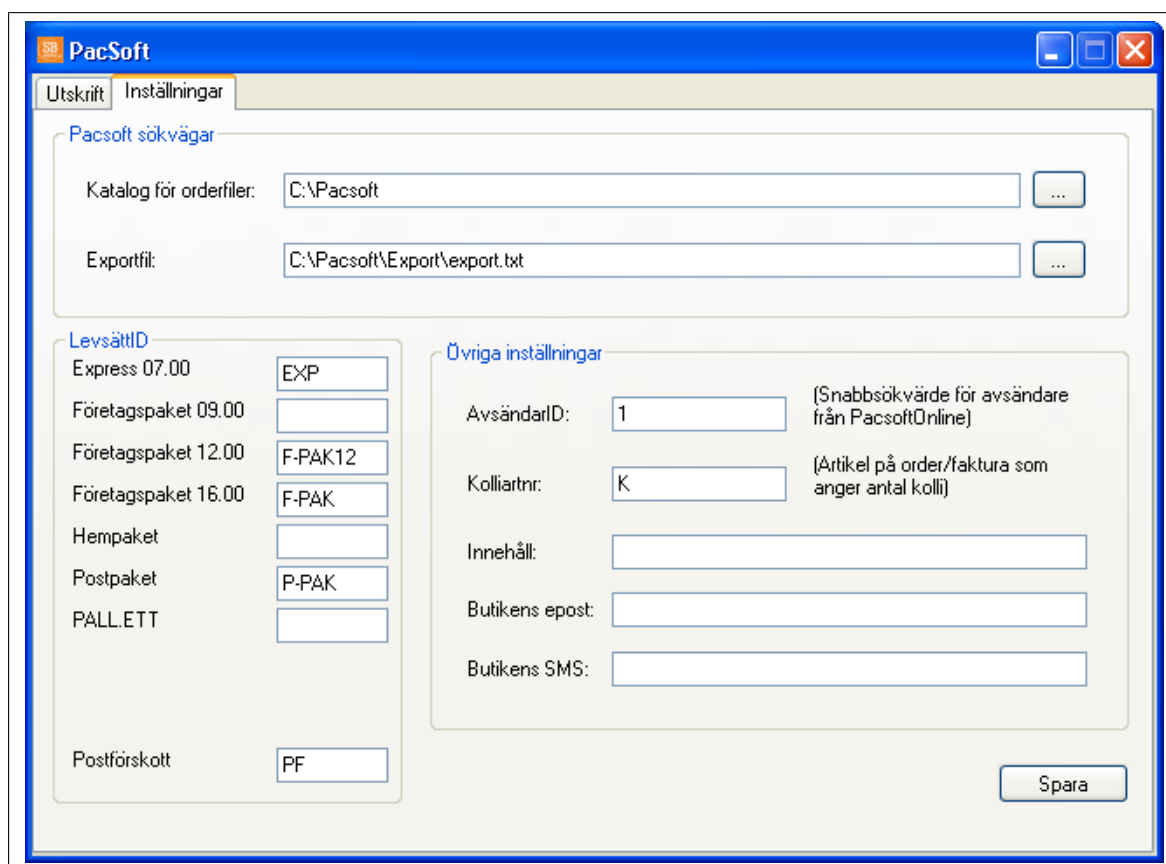 SB
PacSoft
Utskrift Inställningar
Pacsoft sökvägar
Katalog för orderfiler: C:\Pacsoft ...
Exportfil: C:\Pacsoft\Export\export.txt ...
LevsättID
Express 07.00 EXP
Företagspaket 09.00
Företagspaket 12.00 F-PAK12
Företagspaket 16.00 F-PAK
Hempaket
Postpaket P-PAK
PALL.ETT
Postförskott PF
Övriga inställningar
AvsändarID: 1 (Snabbsökvärde för avsändare
från PacsoftOnline)
Kolliartnr: K (Artikel på order/faktura som
anger antal kolli)
Innehåll:
Butikens epost:
Butikens SMS:
Spara